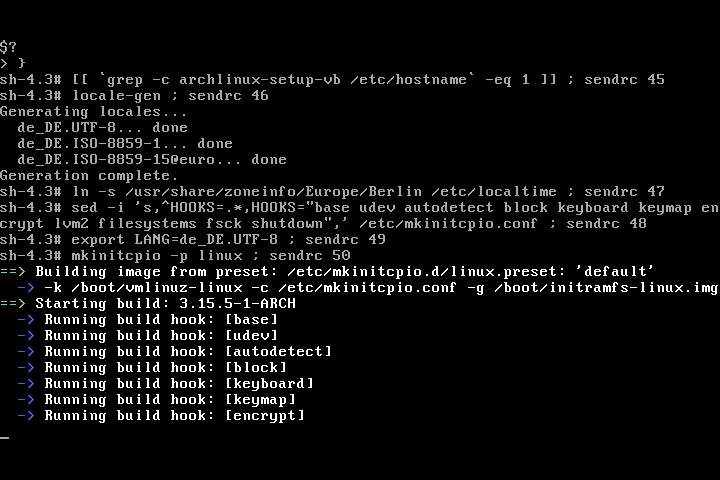 $?
> }
sh-4.3# [[ `grep -c archlinux-setup-vb /etc/hostname` -eq 1 ]] ; sendrc 45
sh-4.3# locale-gen ; sendrc 46
Generating locales...
  de_DE.UTF-8... done
  de_DE.ISO-8859-1... done
  de_DE.ISO-8859-15@euro... done
Generation complete.
sh-4.3# ln -s /usr/share/zoneinfo/Europe/Berlin /etc/localtime ; sendrc 47
sh-4.3# sed -i 's,^HOOKS=.*,HOOKS="base udev autodetect block keyboard keymap en
crypt lvm2 filesystems fsck shutdown",' /etc/mkinitcpio.conf ; sendrc 48
sh-4.3# export LANG=de_DE.UTF-8 ; sendrc 49
sh-4.3# mkinitcpio -p linux ; sendrc 50
==> Building image from preset: /etc/mkinitcpio.d/linux.preset: 'default'
  -> -k /boot/vmlinuz-linux -c /etc/mkinitcpio.conf -g /boot/initramfs-linux.img
==> Starting build: 3.15.5-1-ARCH
  -> Running build hook: [base]
  -> Running build hook: [udev]
  -> Running build hook: [autodetect]
  -> Running build hook: [block]
  -> Running build hook: [keyboard]
  -> Running build hook: [keymap]
  -> Running build hook: [encrypt]